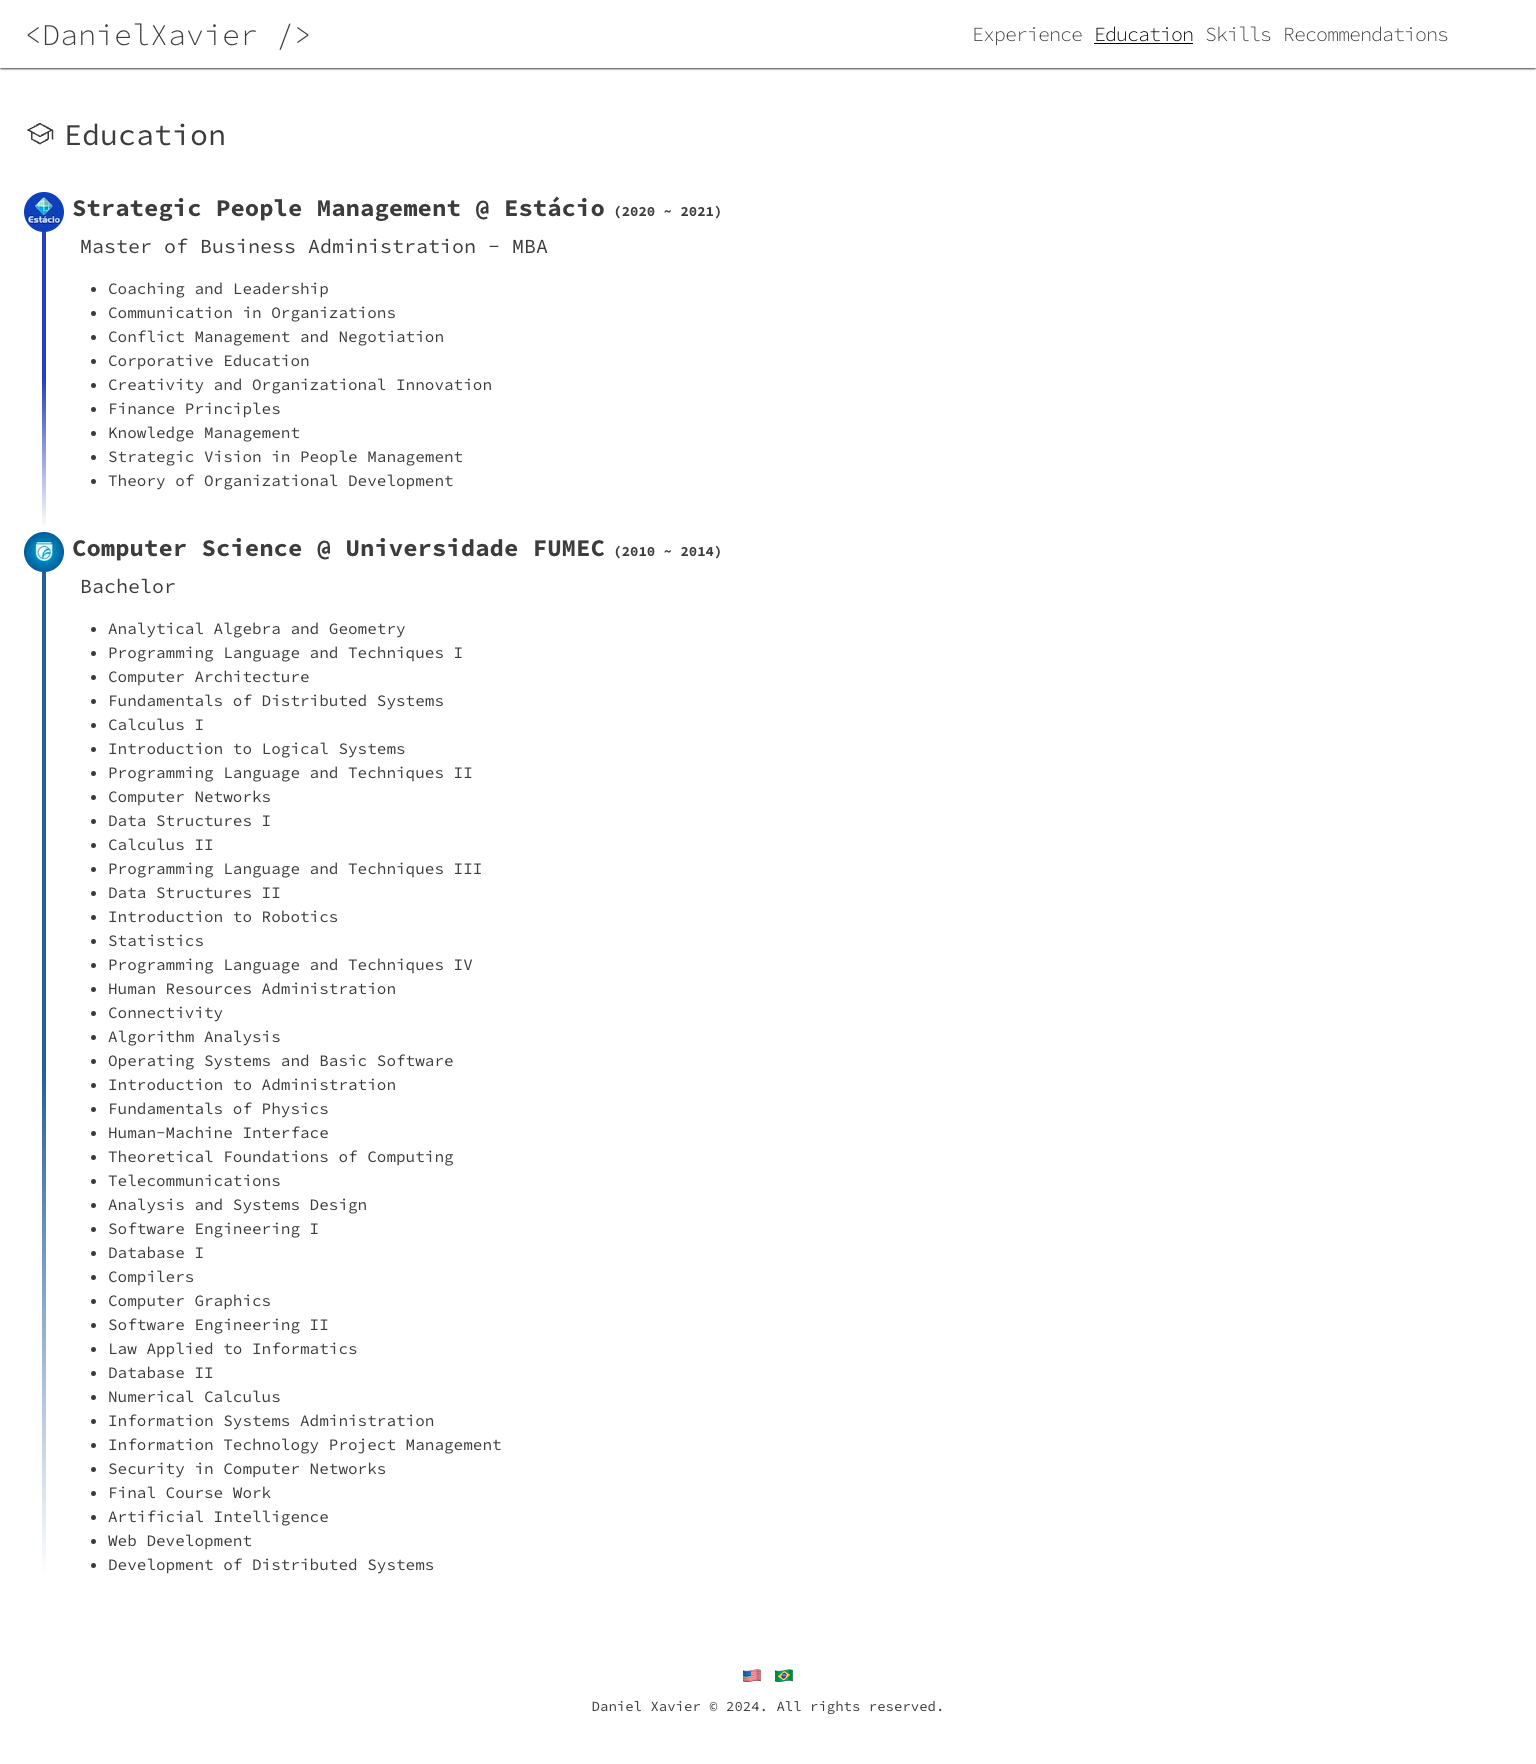 <DanielXavier />
Experience Education Skills Recommendations
Education
Estácio
Strategic People Management @ Estácio (2020 ~ 2021)
Master of Business Administration - MBA
Coaching and Leadership
Communication in Organizations
Conflict Management and Negotiation
Corporative Education
Creativity and Organizational Innovation
Finance Principles
Knowledge Management
Strategic Vision in People Management
Theory of Organizational Development
Computer Science @ Universidade FUMEC (2010 ~ 2014)
Bachelor
Analytical Algebra and Geometry
Programming Language and Techniques I
Computer Architecture
Fundamentals of Distributed Systems
Calculus I
Introduction to Logical Systems
Programming Language and Techniques II
Computer Networks
Data Structures I
Calculus II
Programming Language and Techniques III
Data Structures II
Introduction to Robotics
Statistics
Programming Language and Techniques IV
Human Resources Administration
Connectivity
Algorithm Analysis
Operating Systems and Basic Software
Introduction to Administration
Fundamentals of Physics
Human-Machine Interface
Theoretical Foundations of Computing
Telecommunications
Analysis and Systems Design
Software Engineering I
Database I
Compilers
Computer Graphics
Software Engineering II
Law Applied to Informatics
Database II
Numerical Calculus
Information Systems Administration
Information Technology Project Management
Security in Computer Networks
Final Course Work
Artificial Intelligence
Web Development
Development of Distributed Systems
Daniel Xavier © 2024. All rights reserved.